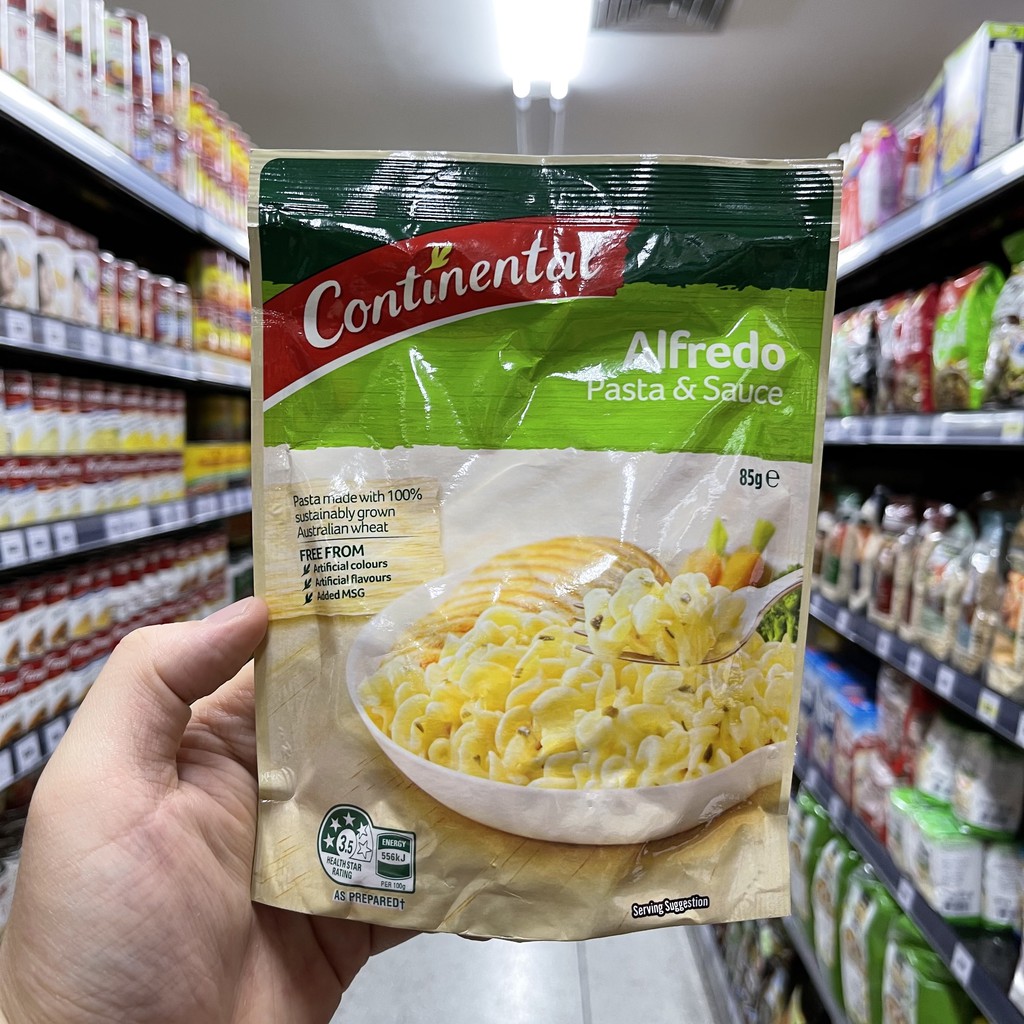 Continental
Alfredo
Pasta & Sauce
85g ℮
Pasta made with 100%
sustainably grown
Australian wheat
FREE FROM
Artificial colours
Artificial flavours
Added MSG
3.5
HEALTH STAR
RATING
ENERGY
556kJ
PER 100g
AS PREPARED†
Serving Suggestion